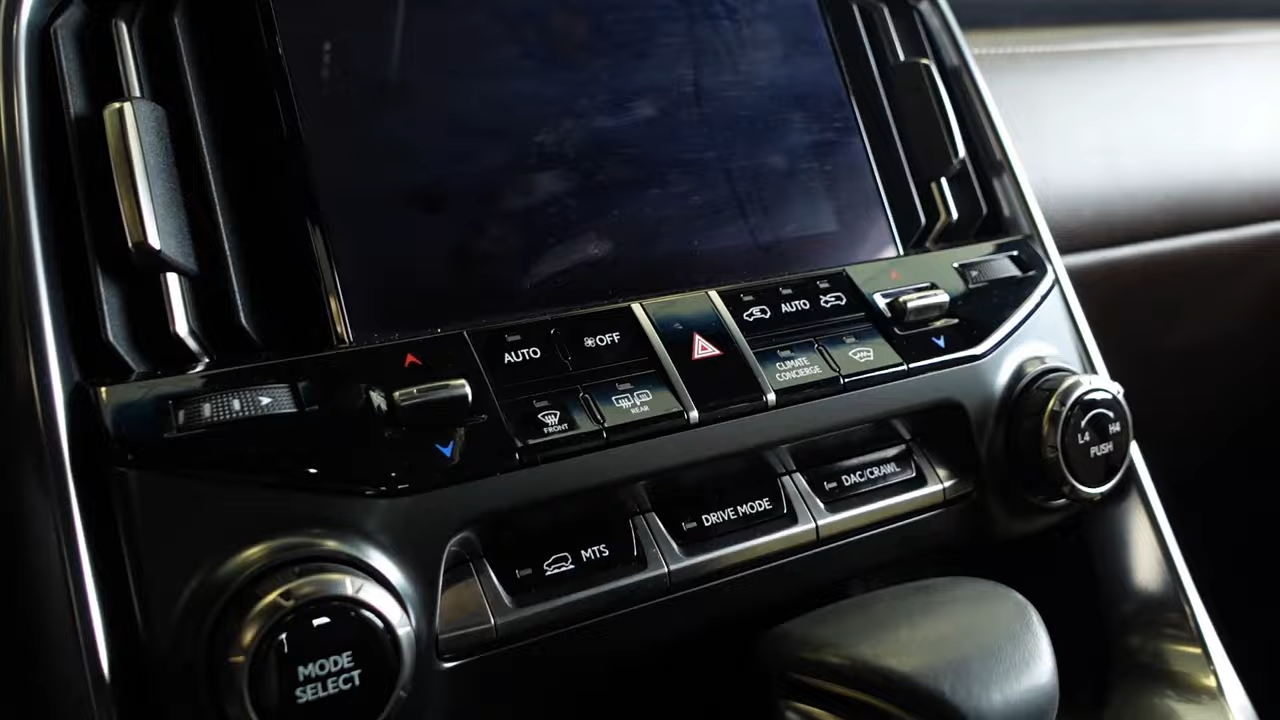 AUTO
OFF
AUTO
FRONT
REAR
CLIMATE
CONCIERGE
MTS
DRIVE MODE
DAC/CRAWL
L4 H4
PUSH
MODE
SELECT